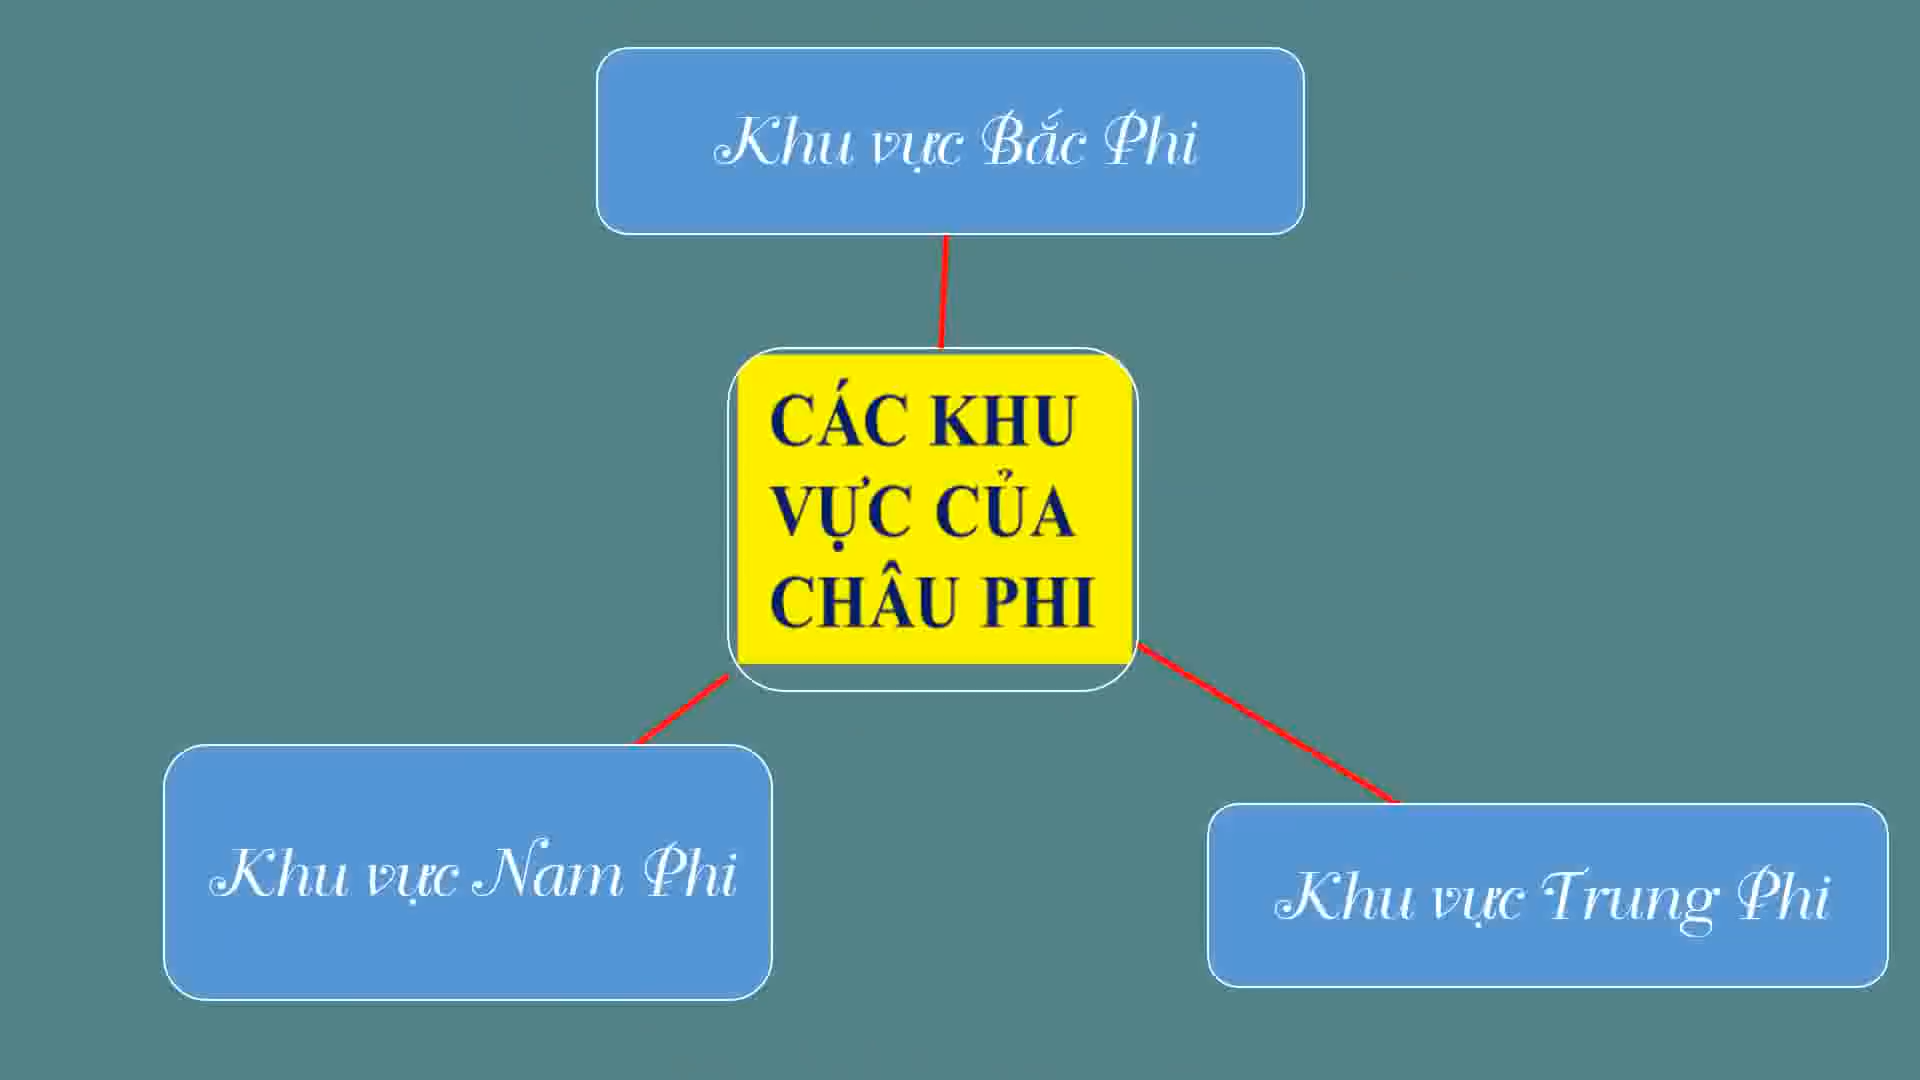 Khu vực Bắc Phi
CÁC KHU
VỰC CỦA
CHÂU PHI
Khu vực Nam Phi
Khu vực Trung Phi